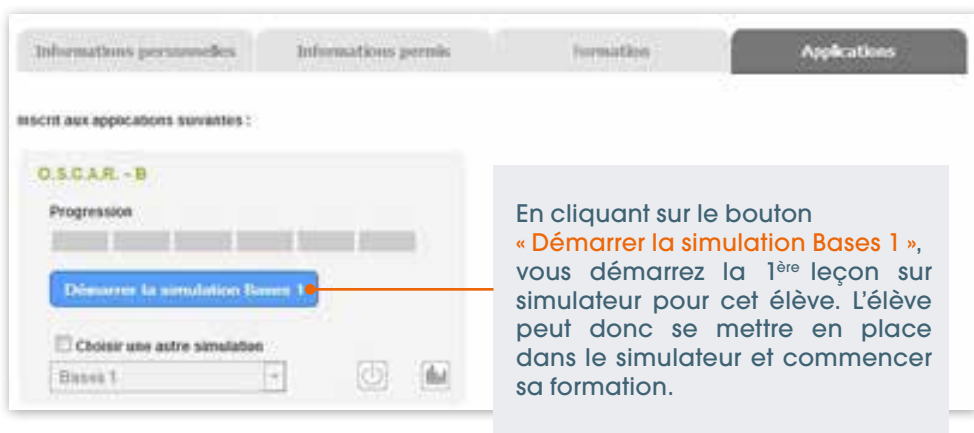 Informations personnelles
Informations permis
Formation
Applications
Inscrit aux applications suivantes :
O.S.C.A.R. - B
Progression
Démarrer la simulation Bases 1
Choisir une autre simulation
Bases 1
En cliquant sur le bouton
« Démarrer la simulation Bases 1 »,
vous démarrez la 1ère leçon sur
simulateur pour cet élève. L'élève
peut donc se mettre en place
dans le simulateur et commencer
sa formation.